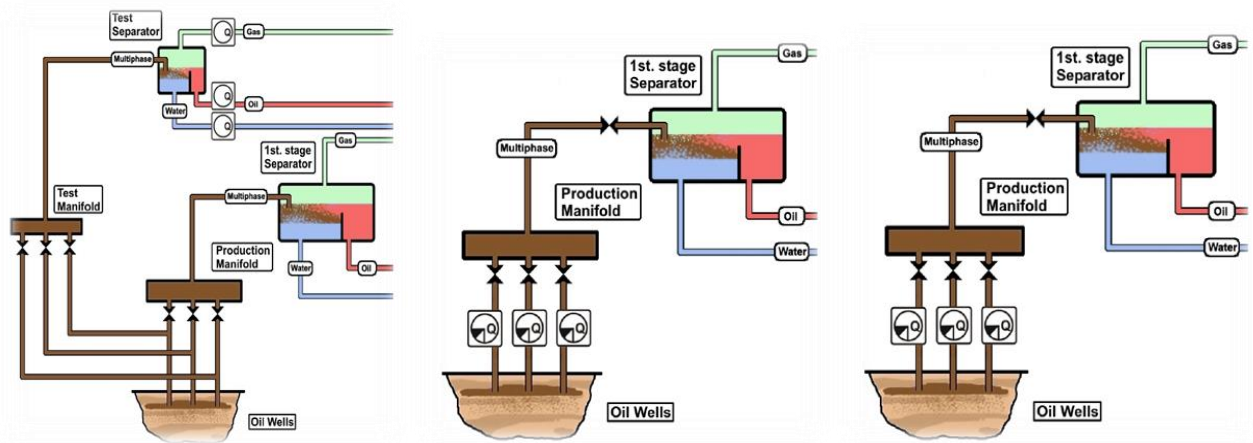 Test
Separator
Q
Gas
Multiphase
Q
Oil
Water
Q
1st. stage
Separator
Gas
Test
Manifold
Multiphase
Production
Manifold
Water
Oil
Oil Wells
1st. stage
Separator
Gas
Multiphase
Production
Manifold
Oil
Water
Q
Q
Q
Oil Wells
1st. stage
Separator
Gas
Multiphase
Production
Manifold
Oil
Water
Q
Q
Q
Oil Wells